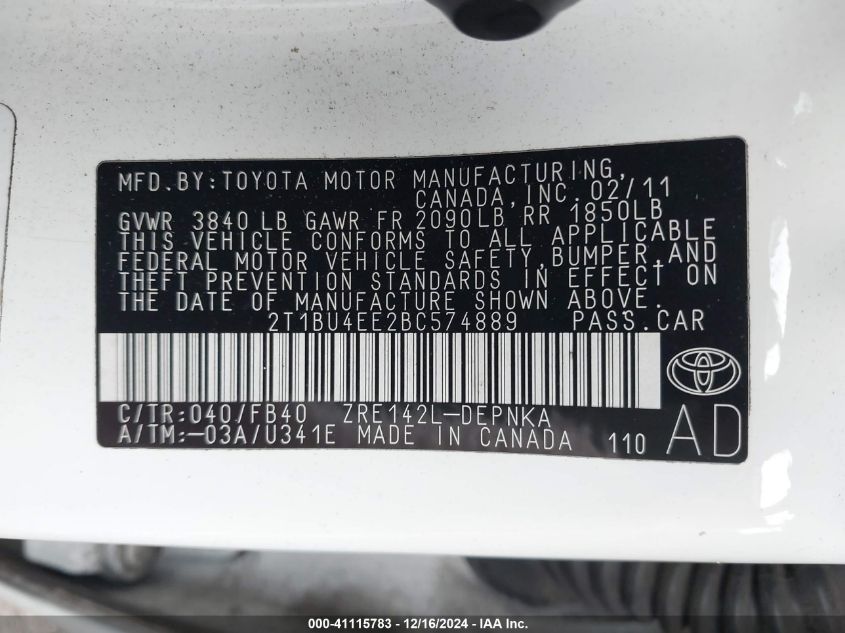 MFD.BY:TOYOTA MOTOR MANUFACTURING,
CANADA,INC. 02/11
GVWR 3840 LB GAWR FR 2090LB RR 1850LB
THIS VEHICLE CONFORMS TO ALL APPLICABLE
FEDERAL MOTOR VEHICLE SAFETY,BUMPER,AND
THEFT PREVENTION STANDARDS IN EFFECT ON
THE DATE OF MANUFACTURE SHOWN ABOVE.
2T1BU4EE2BC574889 PASS.CAR
C/TR:040/FB40 ZRE142L-DEPNKA
A/TM:-03A/U341E MADE IN CANADA 110 AD
000-41115783 / 12/16/2024 - IAA Inc.